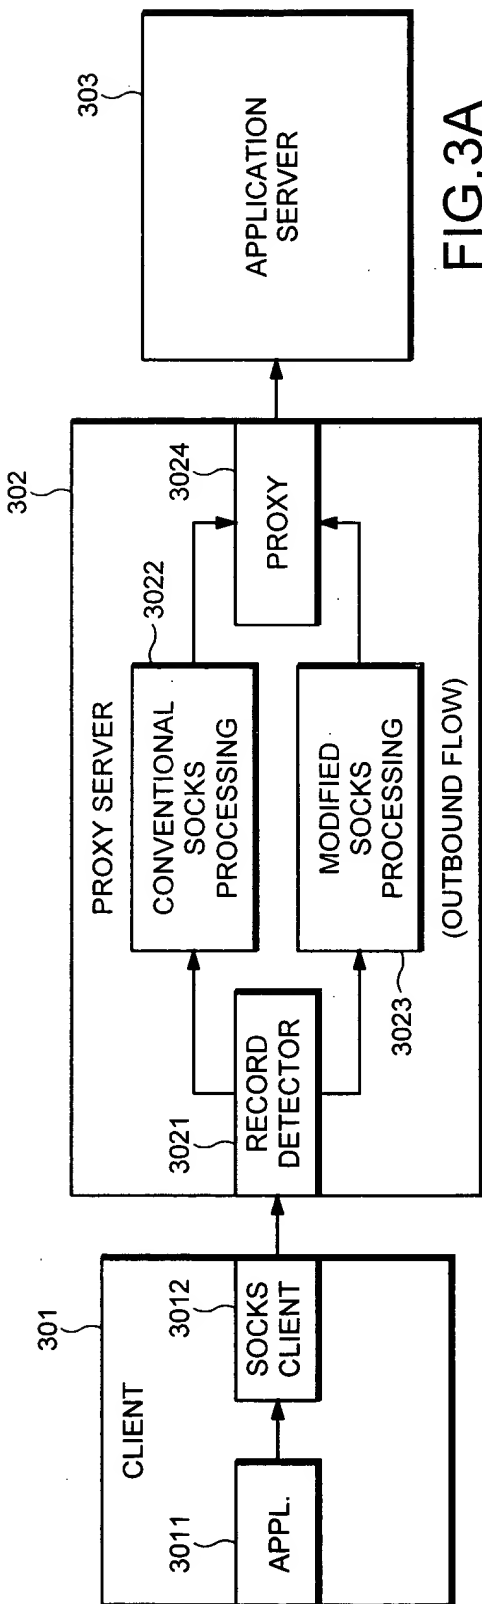 301
CLIENT
3011
APPL.
3012
SOCKS
CLIENT
302
PROXY SERVER
3021
RECORD
DETECTOR
3022
CONVENTIONAL
SOCKS
PROCESSING
3023
MODIFIED
SOCKS
PROCESSING
(OUTBOUND FLOW)
3024
PROXY
303
APPLICATION
SERVER
FIG.3A